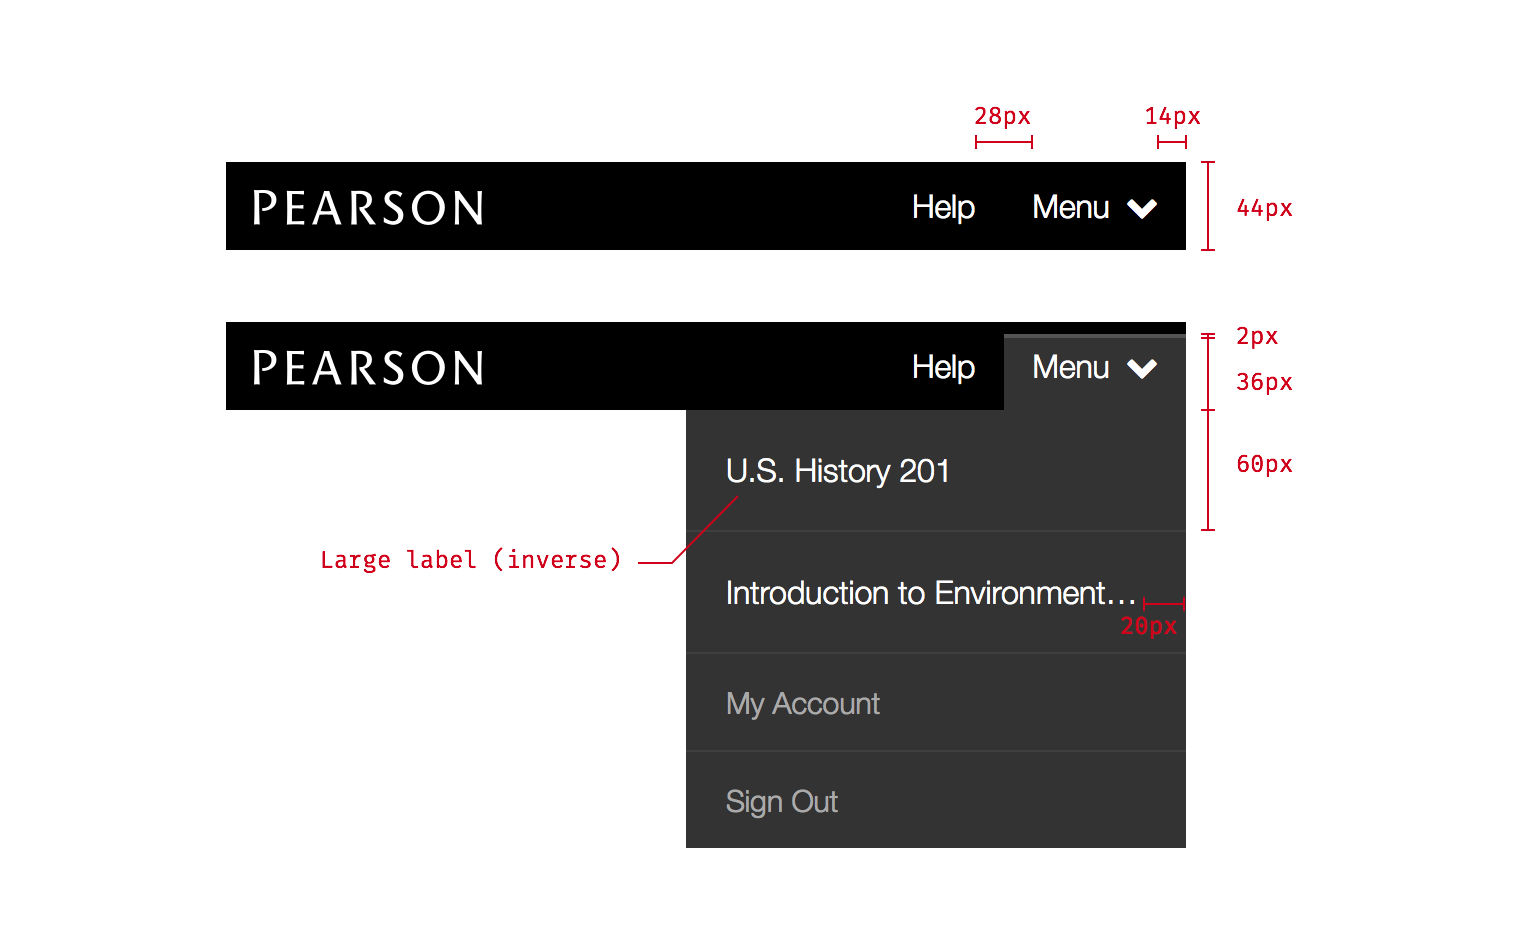 28px 14px
PEARSON Help Menu 44px
2px
PEARSON Help Menu
36px
U.S. History 201 60px
Large label (inverse)
Introduction to Environment…
20px
My Account
Sign Out